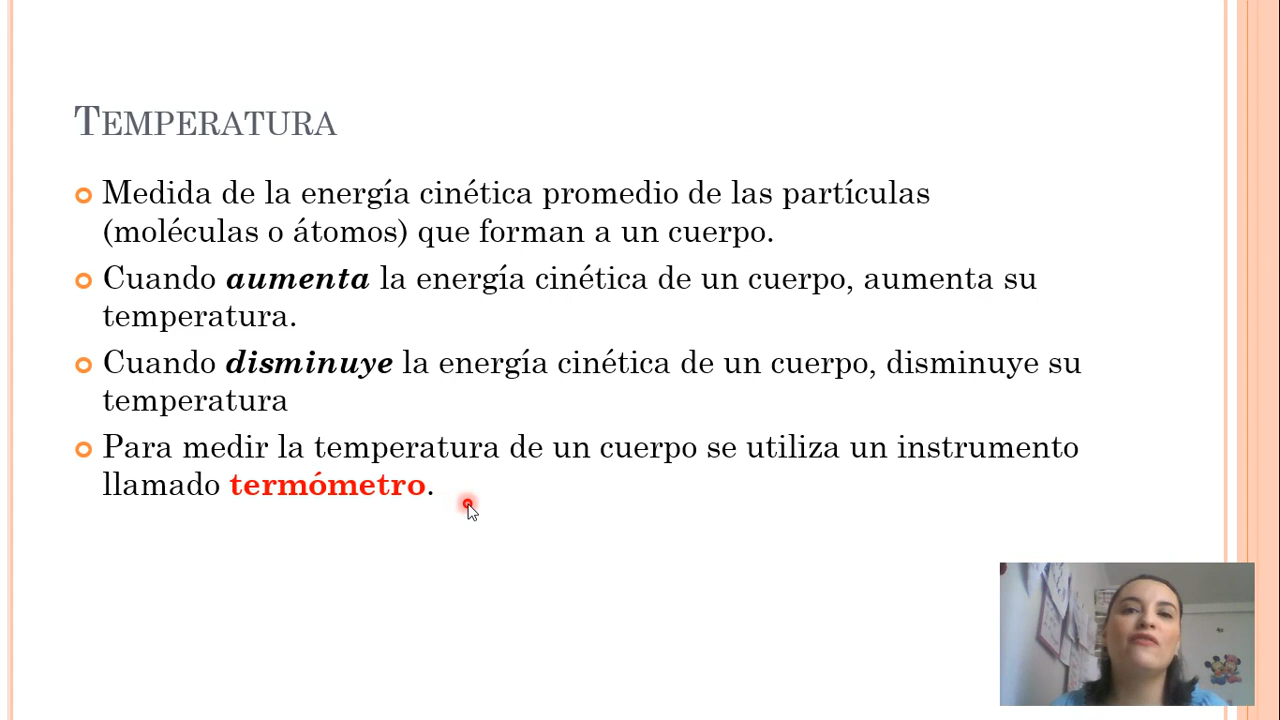 TEMPERATURA
Medida de la energía cinética promedio de las partículas
(moléculas o átomos) que forman a un cuerpo.
Cuando aumenta la energía cinética de un cuerpo, aumenta su
temperatura.
Cuando disminuye la energía cinética de un cuerpo, disminuye su
temperatura
Para medir la temperatura de un cuerpo se utiliza un instrumento
llamado termómetro.